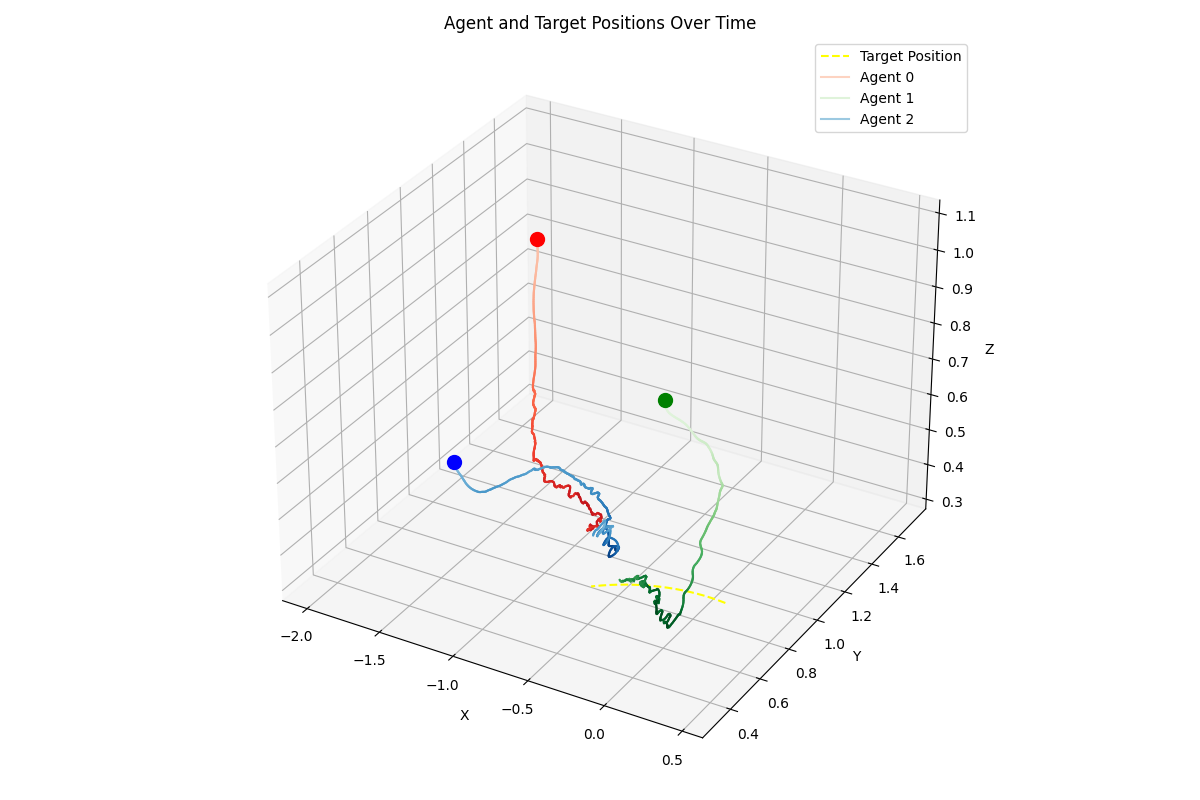 Agent and Target Positions Over Time
Target Position
Agent 0
Agent 1
Agent 2
1.1
1.0
0.9
0.8
0.7
0.6
0.5
0.4
0.3
Z
1.6
1.4
1.2
1.0
0.8
0.6
0.4
Y
−2.0
−1.5
−1.0
−0.5
0.0
0.5
X